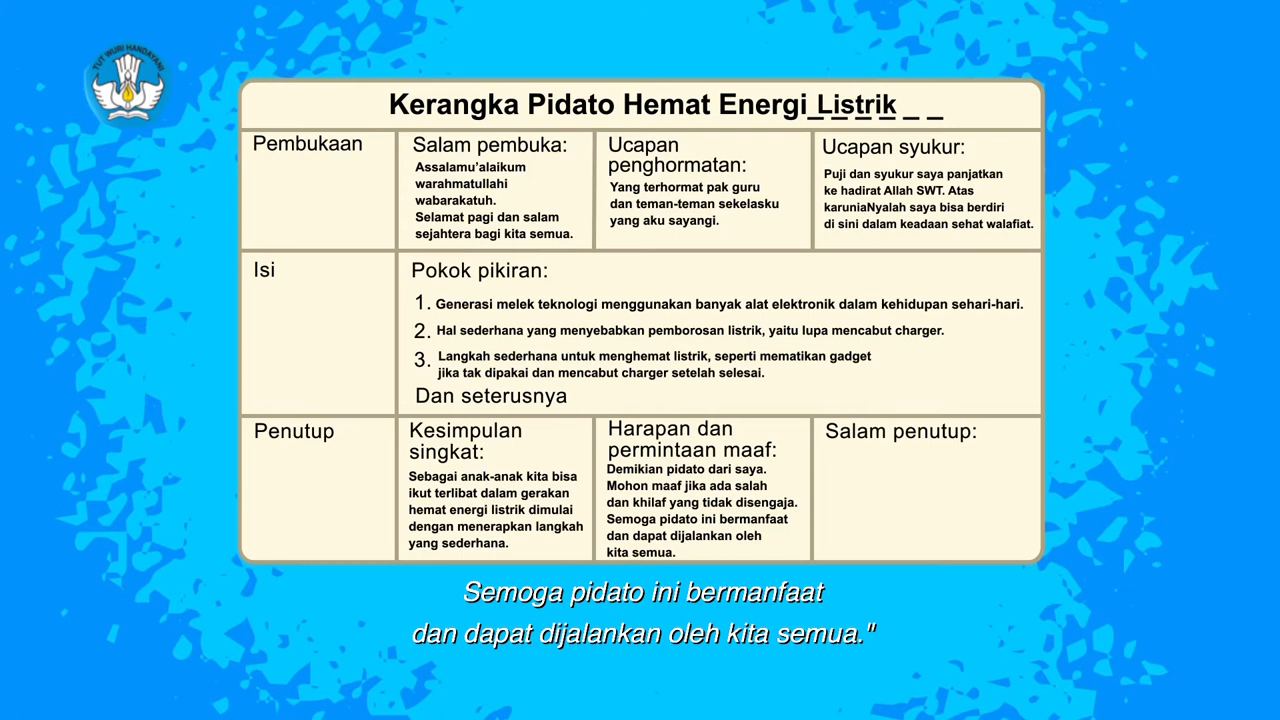 TUT WURI HANDAYANI
Kerangka Pidato Hemat Energi Listrik
Pembukaan
Salam pembuka:
Assalamu'alaikum
warahmatullahi
wabarakatuh.
Selamat pagi dan salam
sejahtera bagi kita semua.
Ucapan
penghormatan:
Yang terhormat pak guru
dan teman-teman sekelasku
yang aku sayangi.
Ucapan syukur:
Puji dan syukur saya panjatkan
ke hadirat Allah SWT. Atas
karuniaNyalah saya bisa berdiri
di sini dalam keadaan sehat walafiat.
Isi
Pokok pikiran:
1. Generasi melek teknologi menggunakan banyak alat elektronik dalam kehidupan sehari-hari.
2. Hal sederhana yang menyebabkan pemborosan listrik, yaitu lupa mencabut charger.
3. Langkah sederhana untuk menghemat listrik, seperti mematikan gadget
jika tak dipakai dan mencabut charger setelah selesai.
Dan seterusnya
Penutup
Kesimpulan
singkat:
Sebagai anak-anak kita bisa
ikut terlibat dalam gerakan
hemat energi listrik dimulai
dengan menerapkan langkah
yang sederhana.
Harapan dan
permintaan maaf:
Demikian pidato dari saya.
Mohon maaf jika ada salah
dan khilaf yang tidak disengaja.
Semoga pidato ini bermanfaat
dan dapat dijalankan oleh
kita semua.
Salam penutup:
Semoga pidato ini bermanfaat
dan dapat dijalankan oleh kita semua."